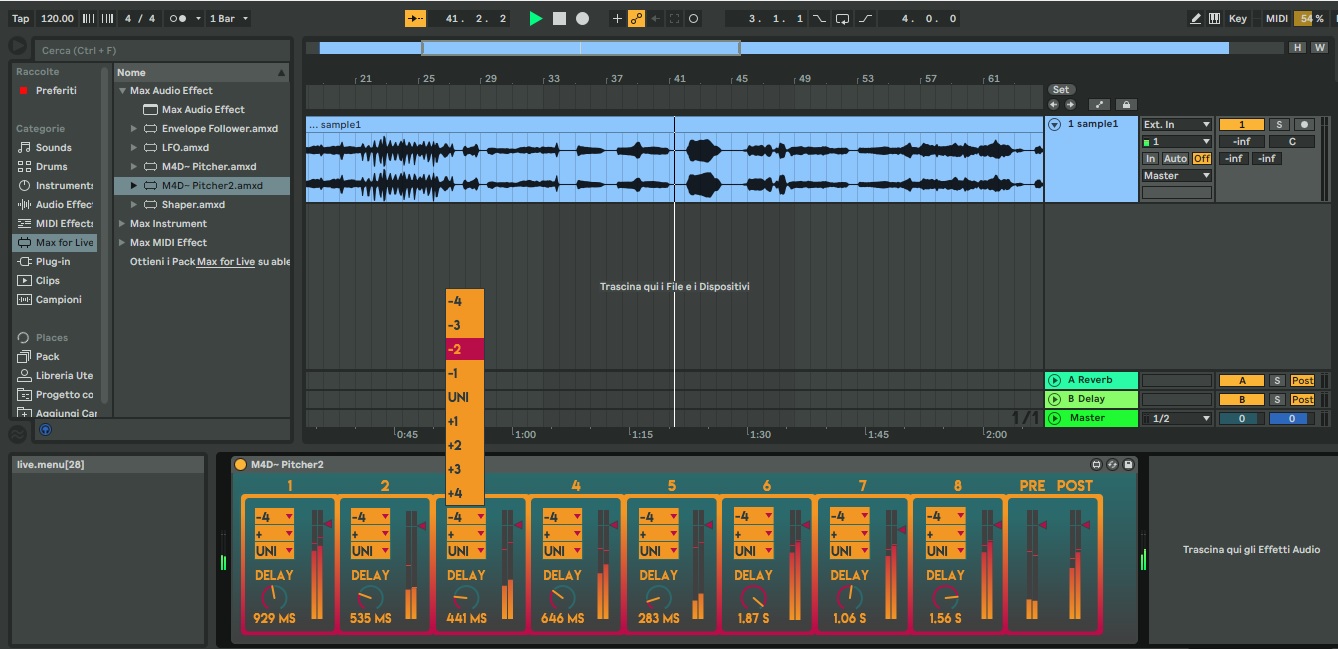 Tap 120.00 4 / 4 1 Bar 41. 2. 2 3. 1. 1 4. 0. 0 Key MIDI 54 %
Cerca (Ctrl + F)
H W
Raccolte
Preferiti
Categorie
Sounds
Drums
Instruments
Audio Effec
MIDI Effects
Max for Live
Plug-in
Clips
Campioni
Places
Pack
Libreria Ute
Progetto co
Aggiungi Car
Nome
Max Audio Effect
Max Audio Effect
Envelope Follower.amxd
LFO.amxd
M4D~ Pitcher.amxd
M4D~ Pitcher2.amxd
Shaper.amxd
Max Instrument
Max MIDI Effect
Ottieni i Pack Max for Live su able
21 25 29 33 37 41 45 49 53 57 61
Set
... sample1
1 sample1
Ext. In
1
In Auto Off
Master
1 S
-inf C
-inf -inf
Trascina qui i File e i Dispositivi
A Reverb A S Post
B Delay B S Post
Master 1/2 0 0
1/1
0:45 1:00 1:15 1:30 1:45 2:00
-4
-3
-2
-1
UNI
+1
+2
+3
+4
live.menu[28]
M4D~ Pitcher2
1 2 4 5 6 7 8 PRE POST
-4 -4 -4 -4 -4 -4 -4 -4
+ + + + + + + +
UNI UNI UNI UNI UNI UNI UNI UNI
DELAY DELAY DELAY DELAY DELAY DELAY DELAY DELAY
929 MS 535 MS 441 MS 646 MS 283 MS 1.87 S 1.06 S 1.56 S
Trascina qui gli Effetti Audio